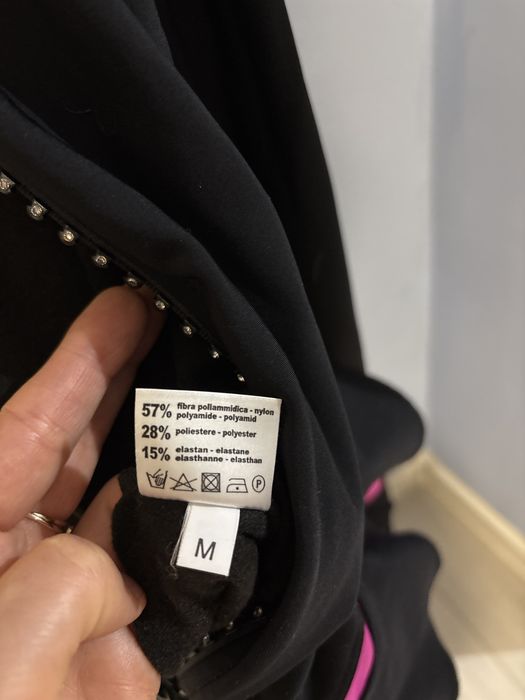 57% fibra poliammidica - nylon
polyamide - polyamid
28% poliestere - polyester
15% elastan - elastane
elasthanne - elasthan
P
M